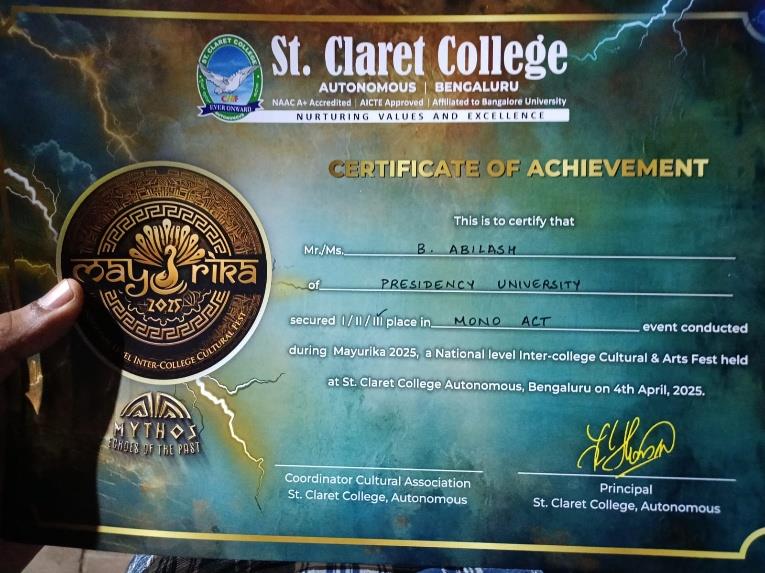 ST. CLARET COLLEGE
EVER ONWARD
AUTONOMOUS
St. Claret College
AUTONOMOUS | BENGALURU
NAAC A+ Accredited | AICTE Approved | Affiliated to Bangalore University
NURTURING VALUES AND EXCELLENCE
CERTIFICATE OF ACHIEVEMENT
This is to certify that
Mr./Ms. B. ABILASH
of PRESIDENCY UNIVERSITY
secured I / II / III place in MONO ACT event conducted
during Mayurika 2025, a National level Inter-college Cultural & Arts Fest held
at St. Claret College Autonomous, Bengaluru on 4th April, 2025.
mayurika
2025
INTER-COLLEGE CULTURAL FEST
MYTHOS
ECHOES OF THE PAST
Coordinator Cultural Association
St. Claret College, Autonomous
Principal
St. Claret College, Autonomous